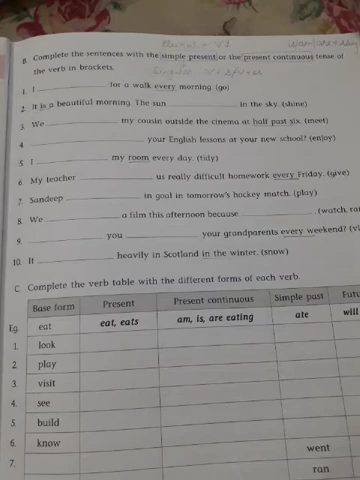 B. Complete the sentences with the simple present or the present continuous tense of
the verb in brackets.
1. I ______ for a walk every morning. (go)
2. It is a beautiful morning. The sun ______ in the sky. (shine)
3. We ______ my cousin outside the cinema at half past six. (meet)
4. ______ your English lessons at your new school? (enjoy)
5. I ______ my room every day. (tidy)
6. My teacher ______ us really difficult homework every Friday. (give)
7. Sandeep ______ in goal in tomorrow's hockey match. (play)
8. We ______ a film this afternoon because ______. (watch,
9. ______ you ______ your grandparents every weekend?
10. It ______ heavily in Scotland in the winter. (snow)
C. Complete the verb table with the different forms of each verb.
Base form Present Present continuous Simple past
Eg. eat eat, eats am, is, are eating ate will
1. look
2. play
3. visit
4. see
5. build
6. know
7. went
ran